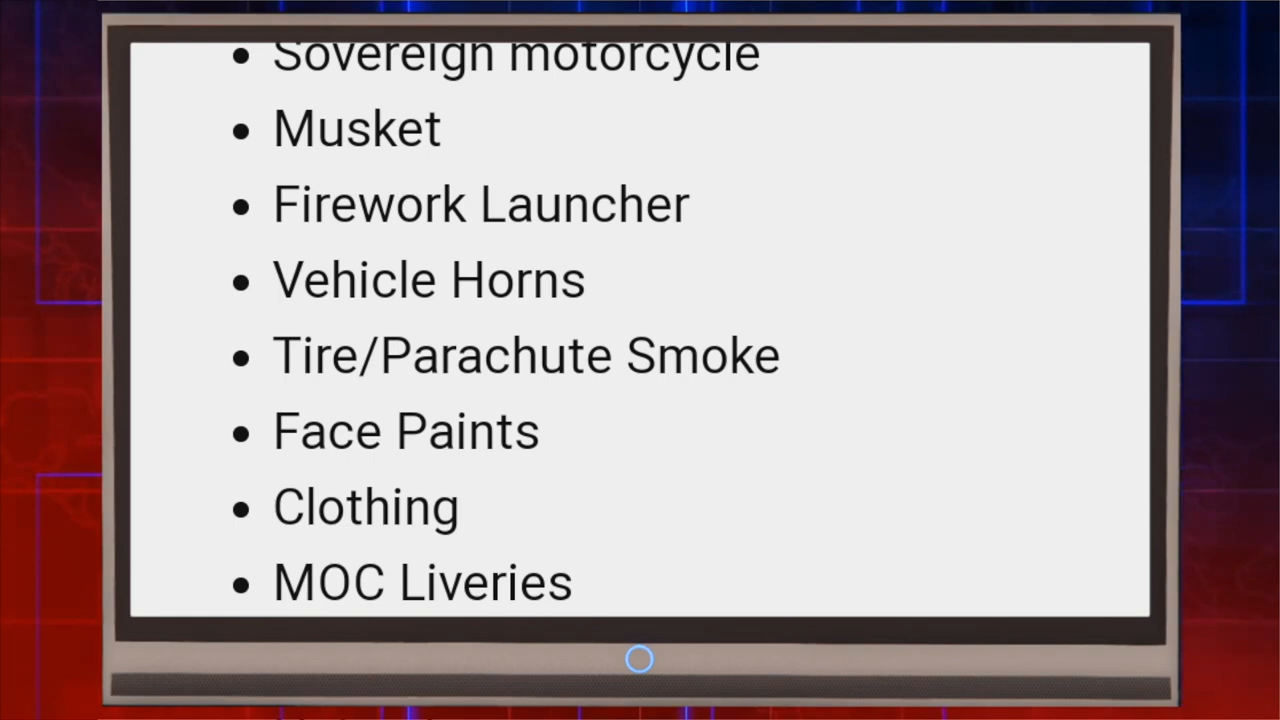 Sovereign motorcycle
Musket
Firework Launcher
Vehicle Horns
Tire/Parachute Smoke
Face Paints
Clothing
MOC Liveries